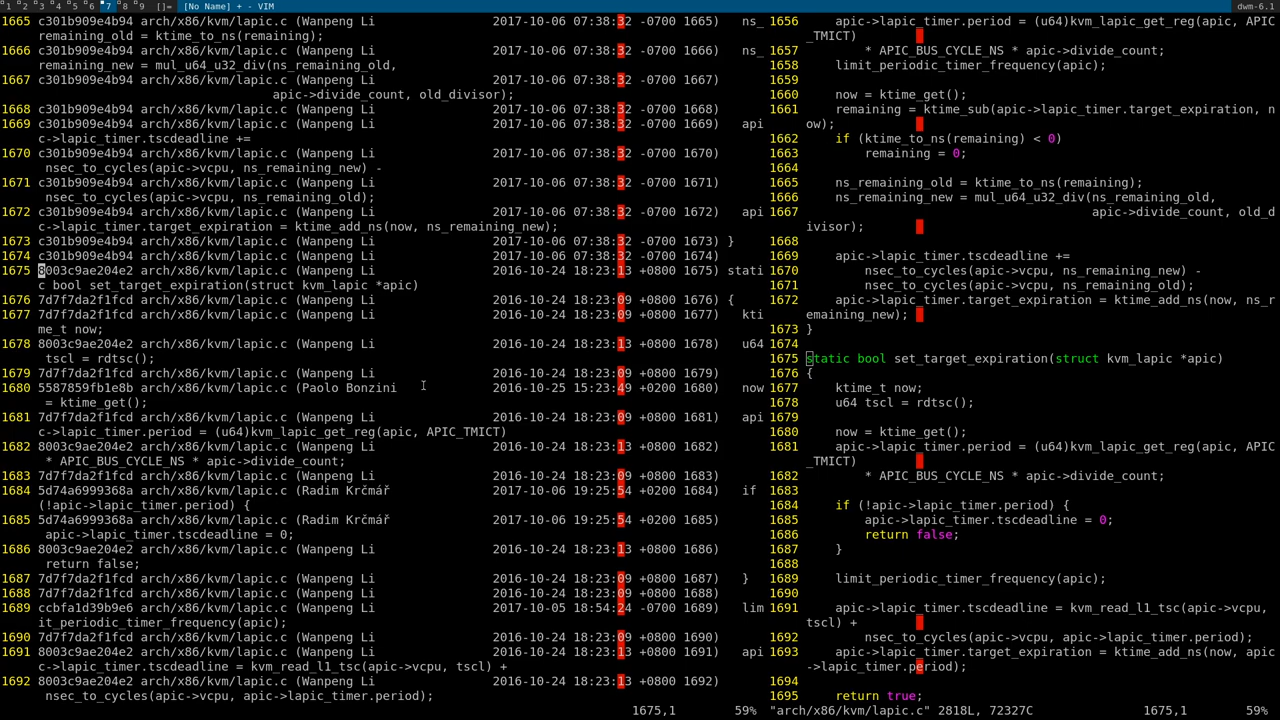 1 2 3 4 5 6 7 8 9 []= [No Name] + - VIM dwm-6.1
1665 c301b909e4b94 arch/x86/kvm/lapic.c (Wanpeng Li 2017-10-06 07:38:32 -0700 1665) ns_
remaining_old = ktime_to_ns(remaining);
1666 c301b909e4b94 arch/x86/kvm/lapic.c (Wanpeng Li 2017-10-06 07:38:32 -0700 1666) ns_
remaining_new = mul_u64_u32_div(ns_remaining_old,
1667 c301b909e4b94 arch/x86/kvm/lapic.c (Wanpeng Li 2017-10-06 07:38:32 -0700 1667)
apic->divide_count, old_divisor);
1668 c301b909e4b94 arch/x86/kvm/lapic.c (Wanpeng Li 2017-10-06 07:38:32 -0700 1668)
1669 c301b909e4b94 arch/x86/kvm/lapic.c (Wanpeng Li 2017-10-06 07:38:32 -0700 1669) api
c->lapic_timer.tscdeadline +=
1670 c301b909e4b94 arch/x86/kvm/lapic.c (Wanpeng Li 2017-10-06 07:38:32 -0700 1670)
nsec_to_cycles(apic->vcpu, ns_remaining_new) -
1671 c301b909e4b94 arch/x86/kvm/lapic.c (Wanpeng Li 2017-10-06 07:38:32 -0700 1671)
nsec_to_cycles(apic->vcpu, ns_remaining_old);
1672 c301b909e4b94 arch/x86/kvm/lapic.c (Wanpeng Li 2017-10-06 07:38:32 -0700 1672) api
c->lapic_timer.target_expiration = ktime_add_ns(now, ns_remaining_new);
1673 c301b909e4b94 arch/x86/kvm/lapic.c (Wanpeng Li 2017-10-06 07:38:32 -0700 1673) }
1674 c301b909e4b94 arch/x86/kvm/lapic.c (Wanpeng Li 2017-10-06 07:38:32 -0700 1674)
1675 8003c9ae204e2 arch/x86/kvm/lapic.c (Wanpeng Li 2016-10-24 18:23:13 +0800 1675) stati
c bool set_target_expiration(struct kvm_lapic *apic)
1676 7d7f7da2f1fcd arch/x86/kvm/lapic.c (Wanpeng Li 2016-10-24 18:23:09 +0800 1676) {
1677 7d7f7da2f1fcd arch/x86/kvm/lapic.c (Wanpeng Li 2016-10-24 18:23:09 +0800 1677) kti
me_t now;
1678 8003c9ae204e2 arch/x86/kvm/lapic.c (Wanpeng Li 2016-10-24 18:23:13 +0800 1678) u64
tscl = rdtsc();
1679 7d7f7da2f1fcd arch/x86/kvm/lapic.c (Wanpeng Li 2016-10-24 18:23:09 +0800 1679)
1680 5587859fb1e8b arch/x86/kvm/lapic.c (Paolo Bonzini 2016-10-25 15:23:49 +0200 1680) now
= ktime_get();
1681 7d7f7da2f1fcd arch/x86/kvm/lapic.c (Wanpeng Li 2016-10-24 18:23:09 +0800 1681) api
c->lapic_timer.period = (u64)kvm_lapic_get_reg(apic, APIC_TMICT)
1682 8003c9ae204e2 arch/x86/kvm/lapic.c (Wanpeng Li 2016-10-24 18:23:13 +0800 1682)
* APIC_BUS_CYCLE_NS * apic->divide_count;
1683 7d7f7da2f1fcd arch/x86/kvm/lapic.c (Wanpeng Li 2016-10-24 18:23:09 +0800 1683)
1684 5d74a6999368a arch/x86/kvm/lapic.c (Radim Krčmář 2017-10-06 19:25:54 +0200 1684) if
(!apic->lapic_timer.period) {
1685 5d74a6999368a arch/x86/kvm/lapic.c (Radim Krčmář 2017-10-06 19:25:54 +0200 1685)
apic->lapic_timer.tscdeadline = 0;
1686 8003c9ae204e2 arch/x86/kvm/lapic.c (Wanpeng Li 2016-10-24 18:23:13 +0800 1686)
return false;
1687 7d7f7da2f1fcd arch/x86/kvm/lapic.c (Wanpeng Li 2016-10-24 18:23:09 +0800 1687) }
1688 7d7f7da2f1fcd arch/x86/kvm/lapic.c (Wanpeng Li 2016-10-24 18:23:09 +0800 1688)
1689 ccbfa1d39b9e6 arch/x86/kvm/lapic.c (Wanpeng Li 2017-10-05 18:54:24 -0700 1689) lim
it_periodic_timer_frequency(apic);
1690 7d7f7da2f1fcd arch/x86/kvm/lapic.c (Wanpeng Li 2016-10-24 18:23:09 +0800 1690)
1691 8003c9ae204e2 arch/x86/kvm/lapic.c (Wanpeng Li 2016-10-24 18:23:13 +0800 1691) api
c->lapic_timer.tscdeadline = kvm_read_l1_tsc(apic->vcpu, tscl) +
1692 8003c9ae204e2 arch/x86/kvm/lapic.c (Wanpeng Li 2016-10-24 18:23:13 +0800 1692)
nsec_to_cycles(apic->vcpu, apic->lapic_timer.period);
1675,1 59%
1656 apic->lapic_timer.period = (u64)kvm_lapic_get_reg(apic, APIC
_TMICT)
1657 * APIC_BUS_CYCLE_NS * apic->divide_count;
1658 limit_periodic_timer_frequency(apic);
1659
1660 now = ktime_get();
1661 remaining = ktime_sub(apic->lapic_timer.target_expiration, n
ow);
1662 if (ktime_to_ns(remaining) < 0)
1663 remaining = 0;
1664
1665 ns_remaining_old = ktime_to_ns(remaining);
1666 ns_remaining_new = mul_u64_u32_div(ns_remaining_old,
1667 apic->divide_count, old_d
ivisor);
1668
1669 apic->lapic_timer.tscdeadline +=
1670 nsec_to_cycles(apic->vcpu, ns_remaining_new) -
1671 nsec_to_cycles(apic->vcpu, ns_remaining_old);
1672 apic->lapic_timer.target_expiration = ktime_add_ns(now, ns_r
emaining_new);
1673 }
1674
1675 static bool set_target_expiration(struct kvm_lapic *apic)
1676 {
1677 ktime_t now;
1678 u64 tscl = rdtsc();
1679
1680 now = ktime_get();
1681 apic->lapic_timer.period = (u64)kvm_lapic_get_reg(apic, APIC
_TMICT)
1682 * APIC_BUS_CYCLE_NS * apic->divide_count;
1683
1684 if (!apic->lapic_timer.period) {
1685 apic->lapic_timer.tscdeadline = 0;
1686 return false;
1687 }
1688
1689 limit_periodic_timer_frequency(apic);
1690
1691 apic->lapic_timer.tscdeadline = kvm_read_l1_tsc(apic->vcpu,
tscl) +
1692 nsec_to_cycles(apic->vcpu, apic->lapic_timer.period);
1693 apic->lapic_timer.target_expiration = ktime_add_ns(now, apic
->lapic_timer.period);
1694
1695 return true;
"arch/x86/kvm/lapic.c" 2818L, 72327C 1675,1 59%